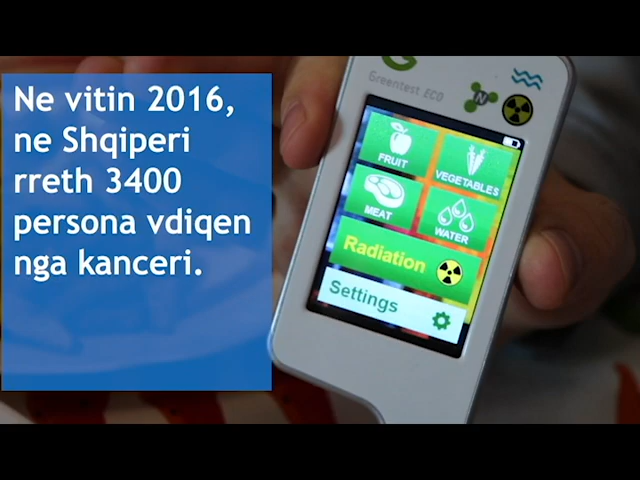 Ne vitin 2016,
ne Shqiperi
rreth 3400
persona vdiqen
nga kanceri.
Greentest ECO
N
FRUIT
VEGETABLES
MEAT
WATER
Radiation
Settings